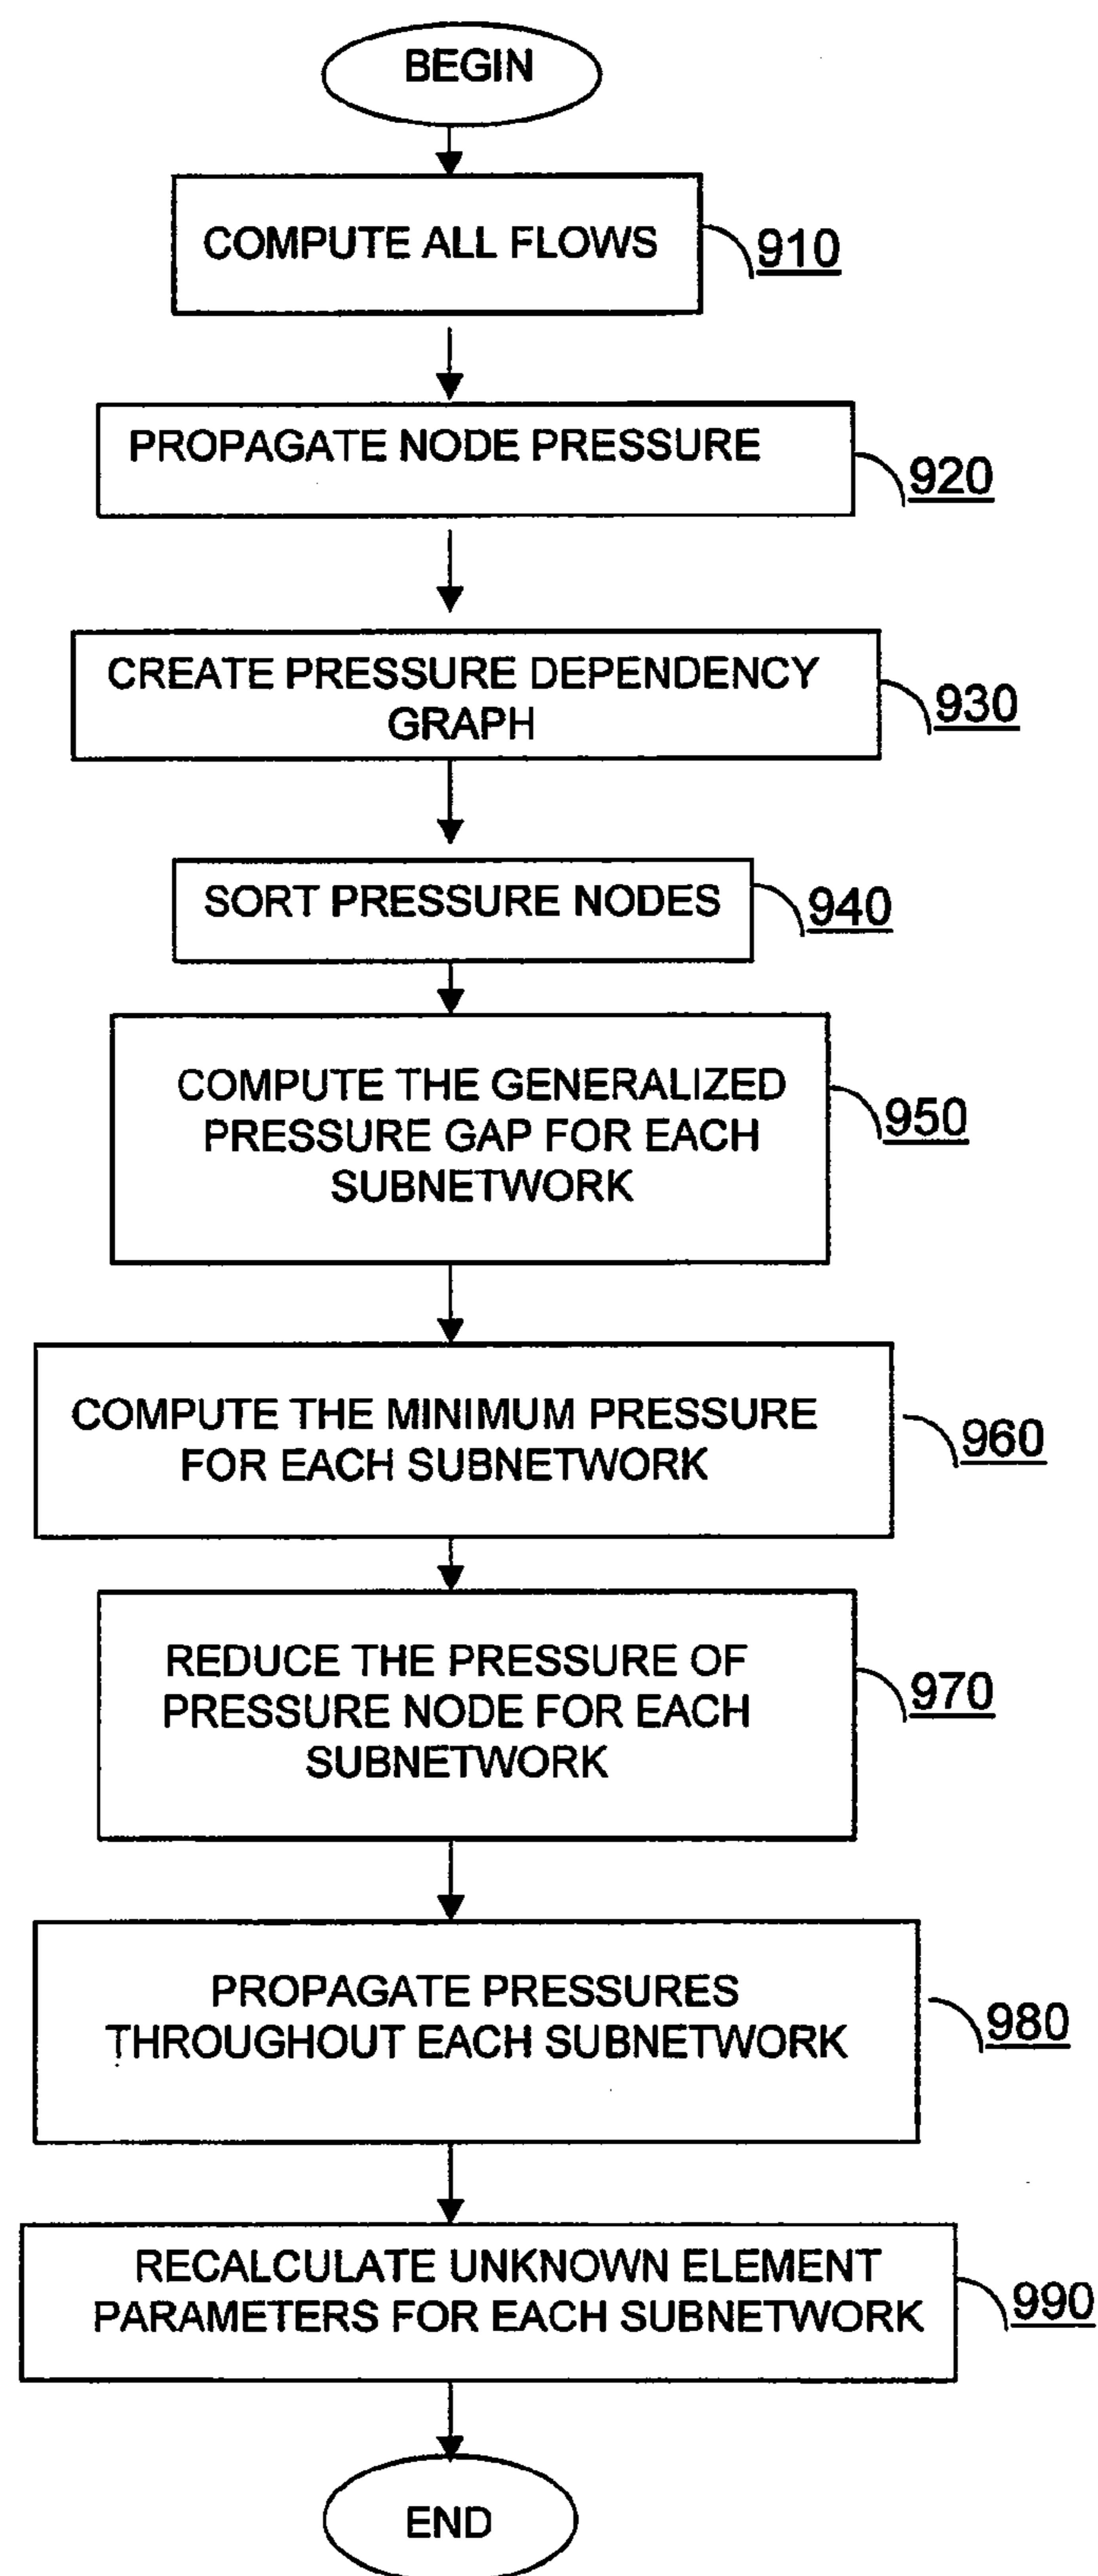 BEGIN
COMPUTE ALL FLOWS
910
PROPAGATE NODE PRESSURE
920
CREATE PRESSURE DEPENDENCY
GRAPH
930
SORT PRESSURE NODES
940
COMPUTE THE GENERALIZED
PRESSURE GAP FOR EACH
SUBNETWORK
950
COMPUTE THE MINIMUM PRESSURE
FOR EACH SUBNETWORK
960
REDUCE THE PRESSURE OF
PRESSURE NODE FOR EACH
SUBNETWORK
970
PROPAGATE PRESSURES
THROUGHOUT EACH SUBNETWORK
980
RECALCULATE UNKNOWN ELEMENT
PARAMETERS FOR EACH SUBNETWORK
990
END